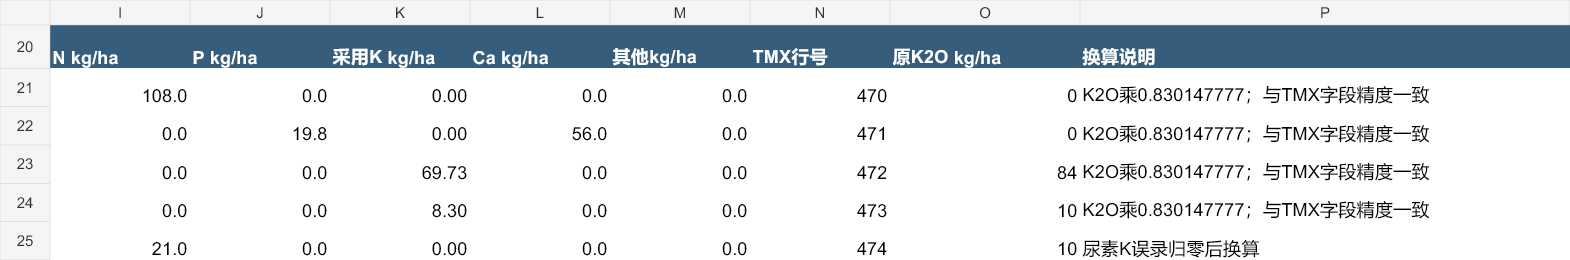 I J K L M N O P
20 N kg/ha P kg/ha 采用K kg/ha Ca kg/ha 其他kg/ha TMX行号 原K2O kg/ha 换算说明
21 108.0 0.0 0.00 0.0 0.0 470 0 K2O乘0.830147777；与TMX字段精度一致
22 0.0 19.8 0.00 56.0 0.0 471 0 K2O乘0.830147777；与TMX字段精度一致
23 0.0 0.0 69.73 0.0 0.0 472 84 K2O乘0.830147777；与TMX字段精度一致
24 0.0 0.0 8.30 0.0 0.0 473 10 K2O乘0.830147777；与TMX字段精度一致
25 21.0 0.0 0.00 0.0 0.0 474 10 尿素K误录归零后换算